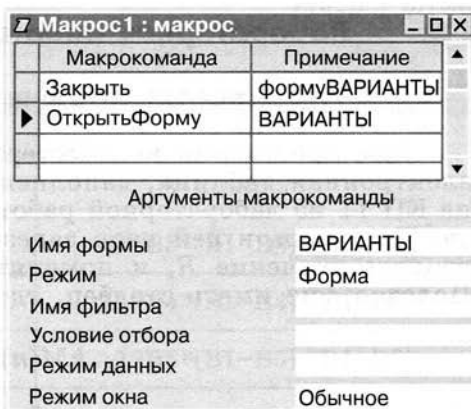 Макрос1 : макрос
Макрокоманда Примечание
Закрыть формуВАРИАНТЫ
ОткрытьФорму ВАРИАНТЫ
Аргументы макрокоманды
Имя формы ВАРИАНТЫ
Режим Форма
Имя фильтра
Условие отбора
Режим данных
Режим окна Обычное